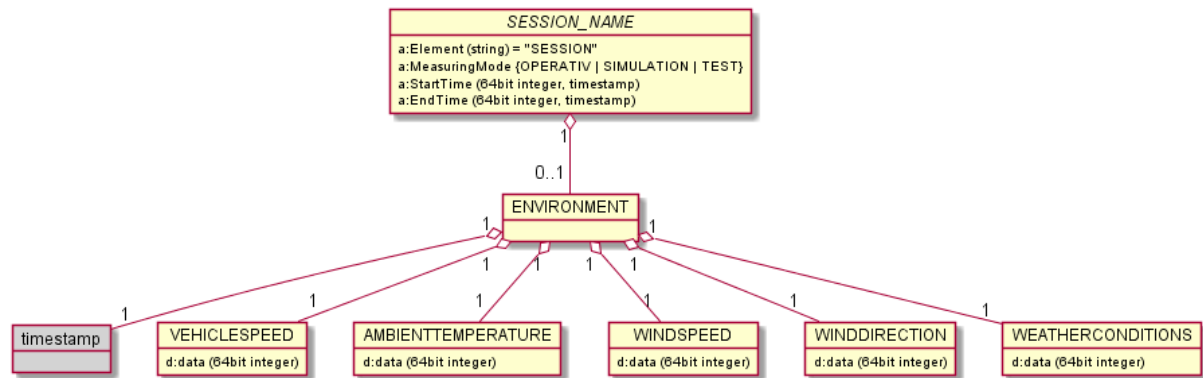 SESSION_NAME
a:Element (string) = "SESSION"
a:MeasuringMode {OPERATIV | SIMULATION | TEST}
a:StartTime (64bit integer, timestamp)
a:EndTime (64bit integer, timestamp)
1
0..1
ENVIRONMENT
1 1 1 1 1 1
1 1 1 1 1 1
timestamp
VEHICLESPEED
d:data (64bit integer)
AMBIENTTEMPERATURE
d:data (64bit integer)
WINDSPEED
d:data (64bit integer)
WINDDIRECTION
d:data (64bit integer)
WEATHERCONDITIONS
d:data (64bit integer)